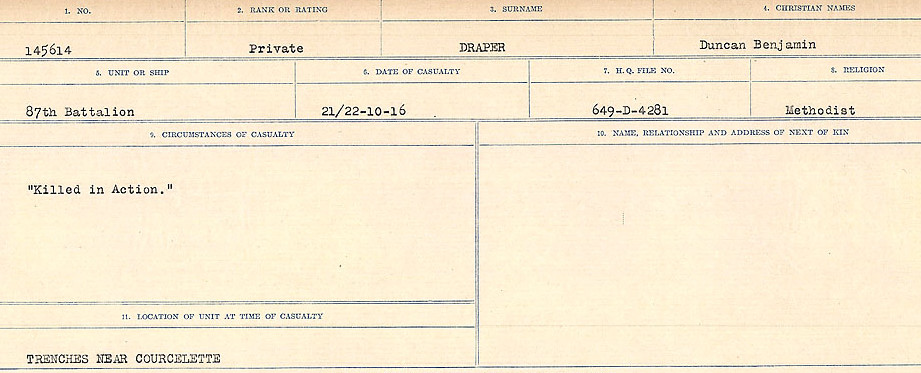 1. NO. 2. RANK OR RATING 3. SURNAME 4. CHRISTIAN NAMES
145614 Private DRAPER Duncan Benjamin
5. UNIT OR SHIP 6. DATE OF CASUALTY 7. H. Q. FILE NO. 8. RELIGION
87th Battalion 21/22-10-16 649-D-4281 Methodist
9. CIRCUMSTANCES OF CASUALTY 10. NAME, RELATIONSHIP AND ADDRESS OF NEXT OF KIN
"Killed in Action."
11. LOCATION OF UNIT AT TIME OF CASUALTY
TRENCHES NEAR COURCELETTE